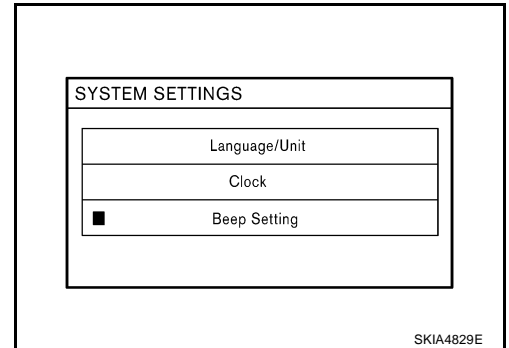 SYSTEM SETTINGS
Language/Unit
Clock
Beep Setting
SKIA4829E